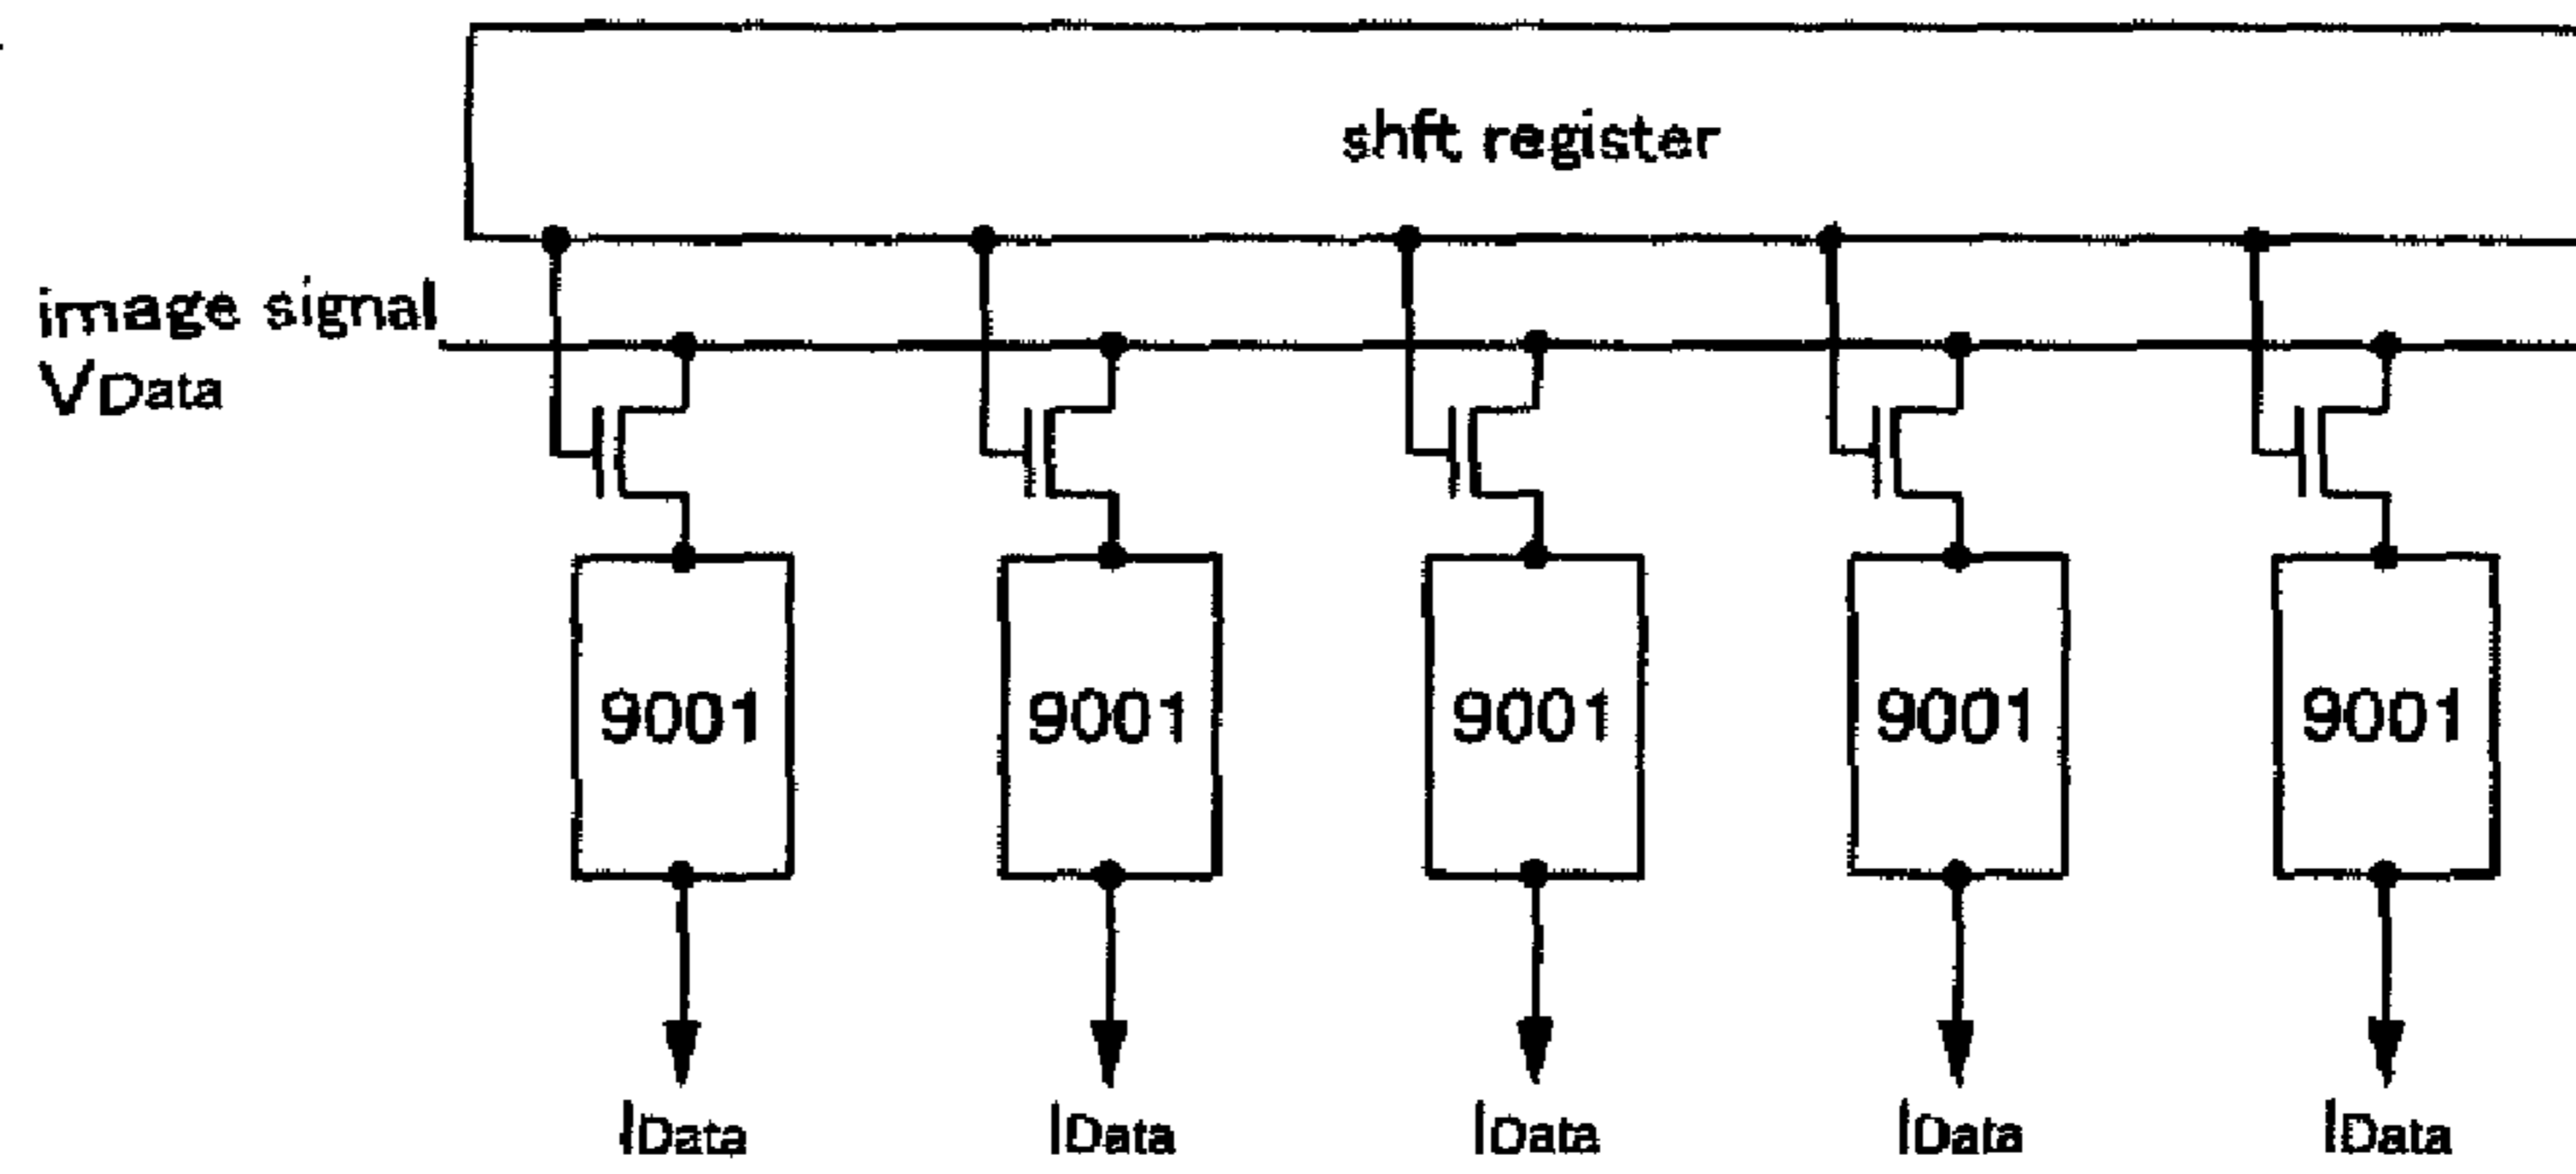 shft register
image signal
VData
9001 9001 9001 9001 9001
IData IData IData IData IData